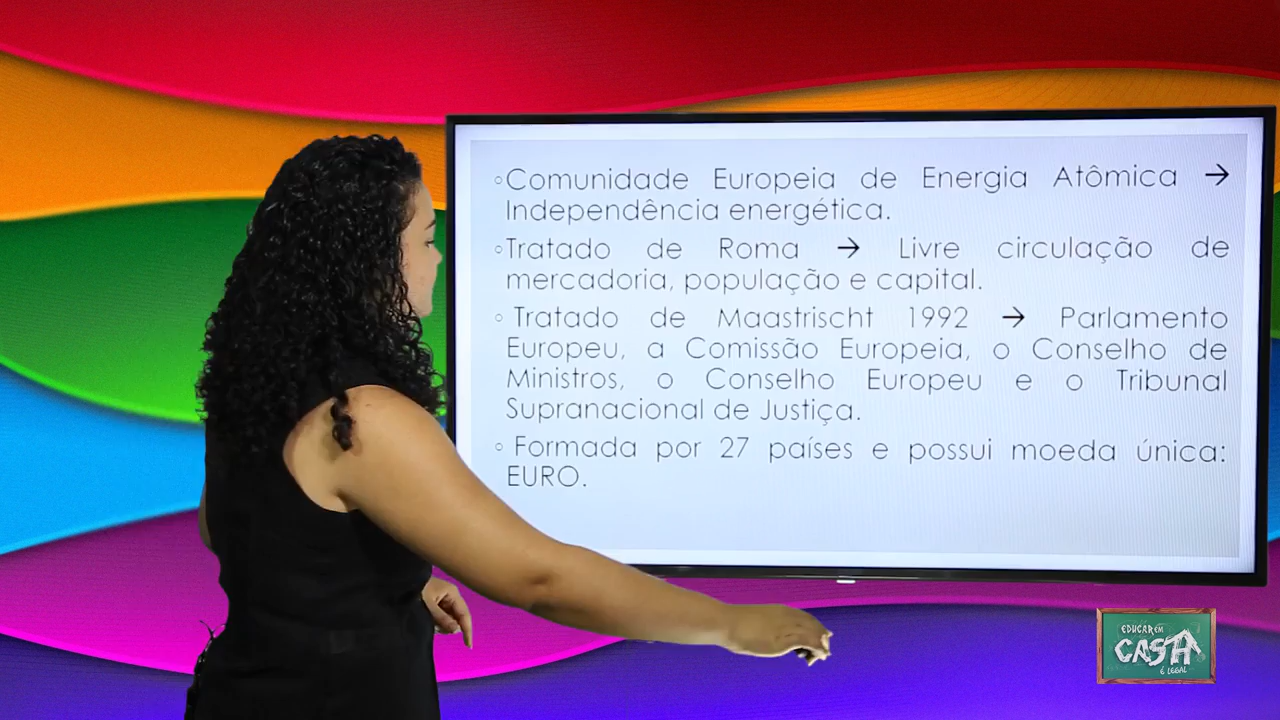 ◦Comunidade Europeia de Energia Atômica →
Independência energética.
◦Tratado de Roma → Livre circulação de
mercadoria, população e capital.
◦ Tratado de Maastrischt 1992 → Parlamento
Europeu, a Comissão Europeia, o Conselho de
Ministros, o Conselho Europeu e o Tribunal
Supranacional de Justiça.
◦ Formada por 27 países e possui moeda única:
EURO.
EDUCAR EM
CASA
É LEGAL